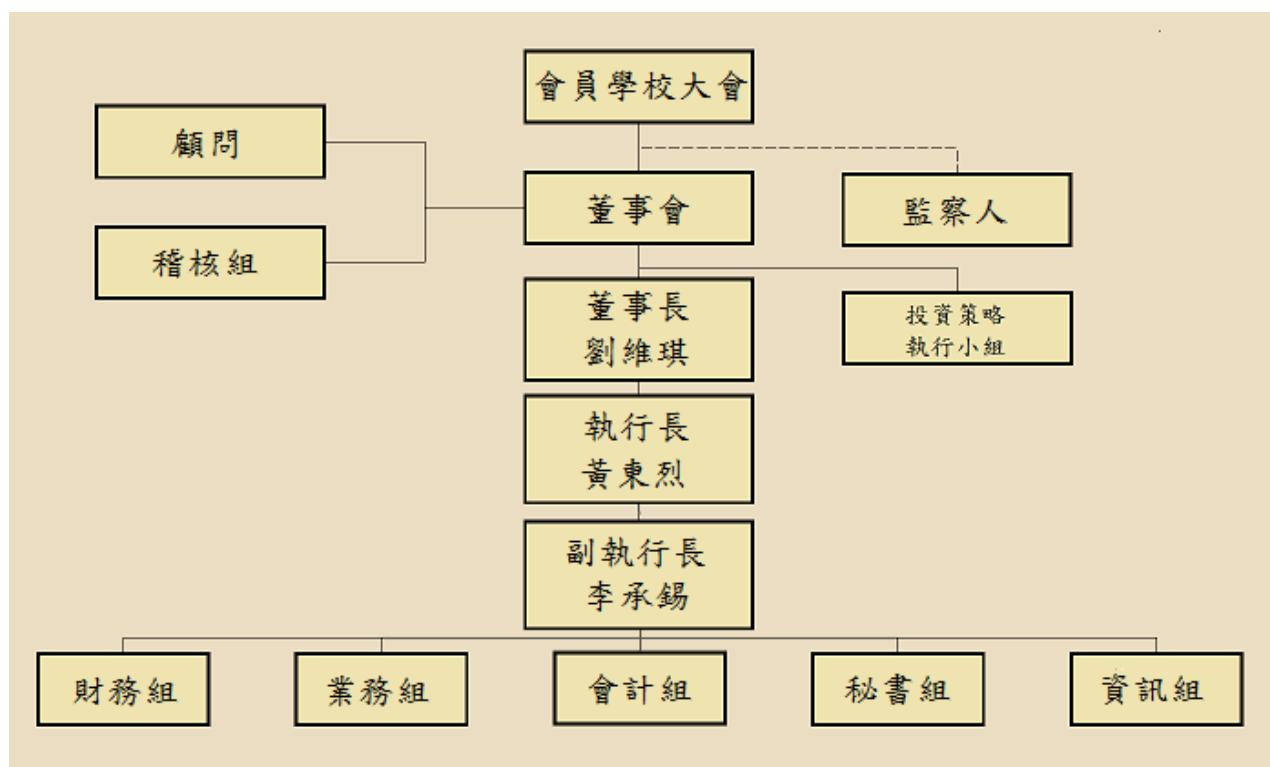 會員學校大會
顧問
董事會
監察人
稽核組
董事長
劉維琪
投資策略
執行小組
執行長
黃東烈
副執行長
李承錫
財務組
業務組
會計組
秘書組
資訊組